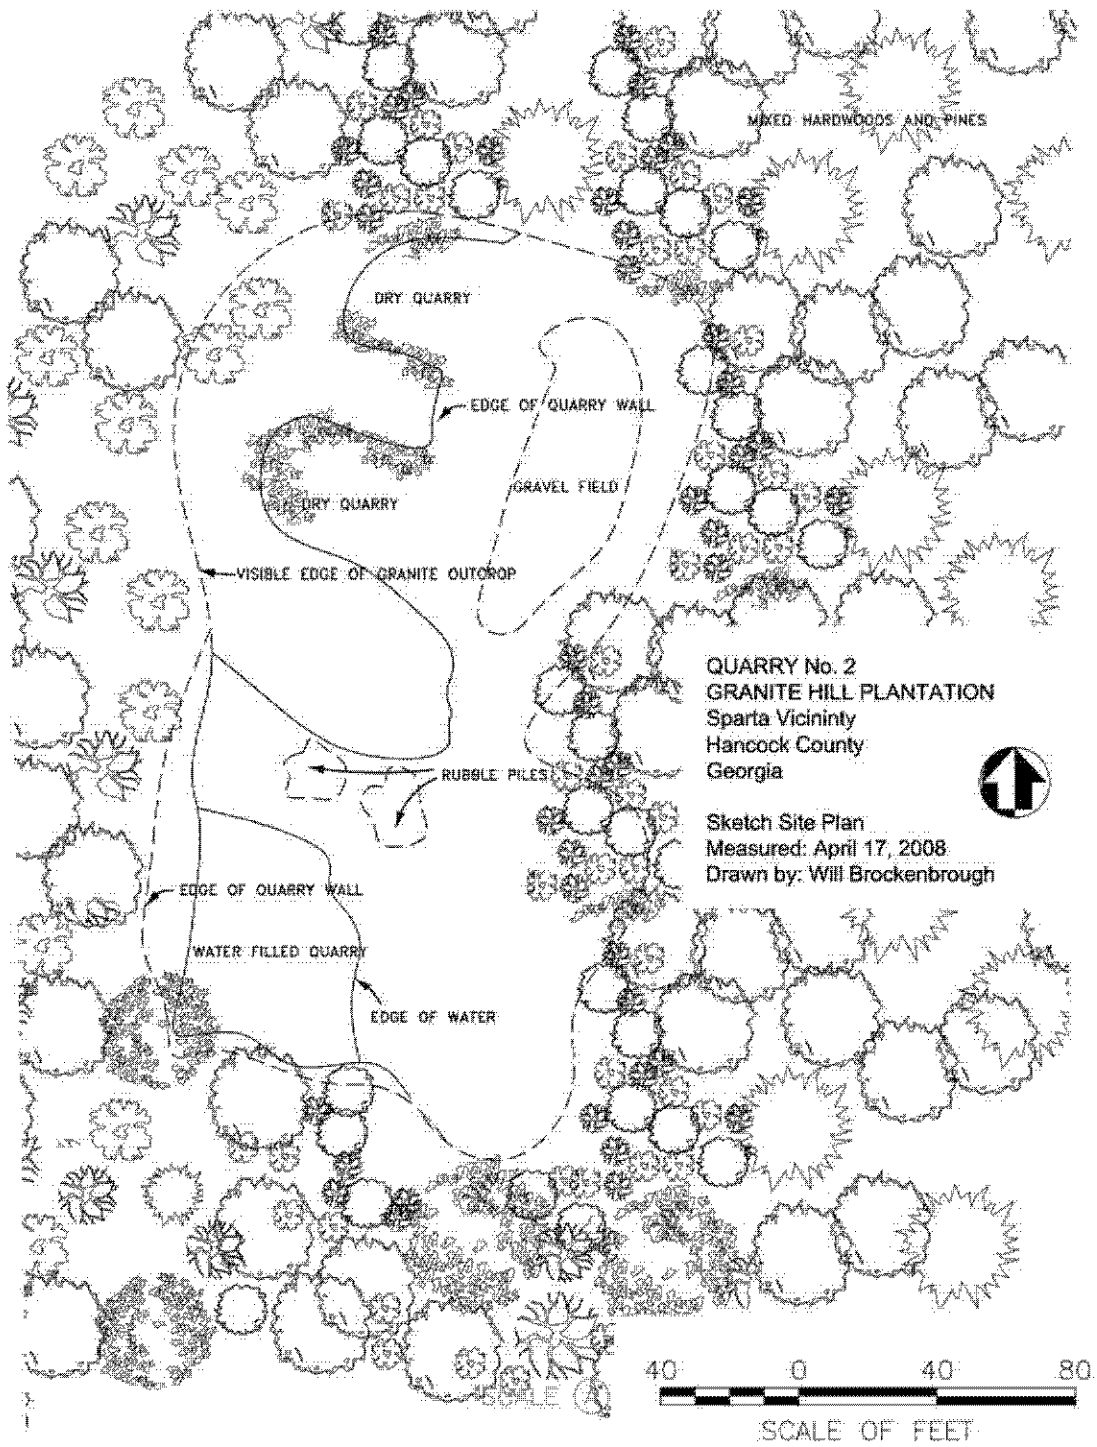 MIXED HARDWOODS AND PINES
DRY QUARRY
EDGE OF QUARRY WALL
GRAVEL FIELD
DRY QUARRY
VISIBLE EDGE OF GRANITE OUTCROP
QUARRY No. 2
GRANITE HILL PLANTATION
Sparta Vicininty
Hancock County
Georgia
Sketch Site Plan
Measured: April 17, 2008
Drawn by: Will Brockenbrough
RUBBLE PILES
EDGE OF QUARRY WALL
WATER FILLED QUARRY
EDGE OF WATER
40 0 40 80
SCALE OF FEET